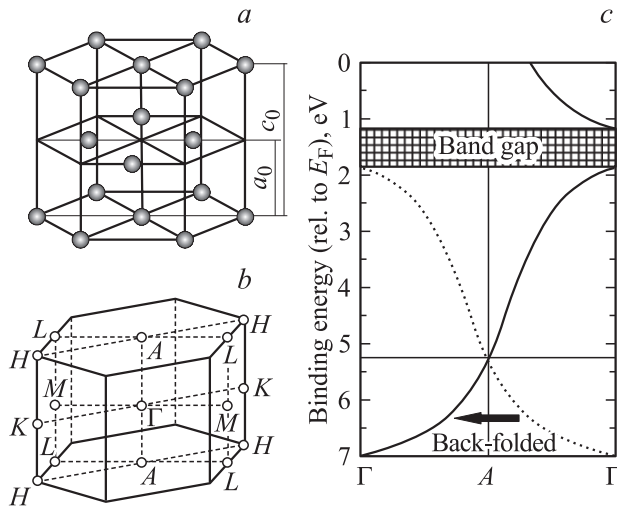 a
c₀
a₀
b
L
H
A
L
H
M
K
Γ
M
K
L
H
A
L
H
c
Binding energy (rel. to E_F), eV
0
1
2
3
4
5
6
7
Band gap
Back-folded
Γ
A
Γ